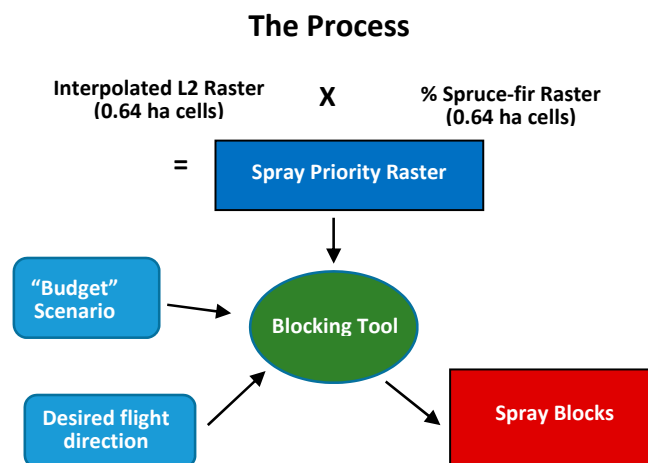 The Process
Interpolated L2 Raster
(0.64 ha cells)
X
% Spruce-fir Raster
(0.64 ha cells)
=
Spray Priority Raster
“Budget”
Scenario
Blocking Tool
Desired flight
direction
Spray Blocks